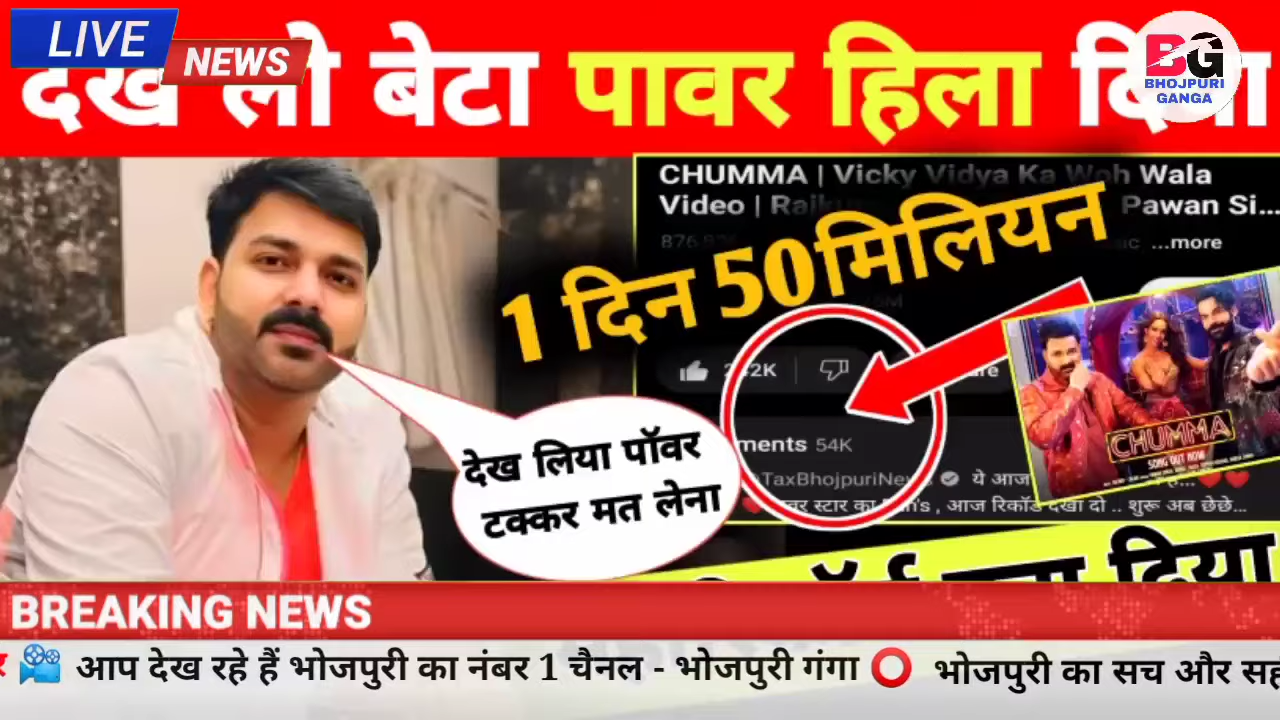 LIVE
NEWS
देख लो बेटा पावर हिला दिया
BG
BHOJPURI
GANGA
CHUMMA | Vicky Vidya Ka Woh Wala
Video | Pawan Si...
...more
1 दिन 50 मिलियन
54K
देख लिया पॉवर
टक्कर मत लेना
CHUMMA
SONG OUT NOW
TaxBhojpuriNew ये आज
स्टार का , आज रिकॉर्ड दो .. शुरू अब छेछे...
दिया
BREAKING NEWS
आप देख रहे हैं भोजपुरी का नंबर 1 चैनल - भोजपुरी गंगा भोजपुरी का सच और